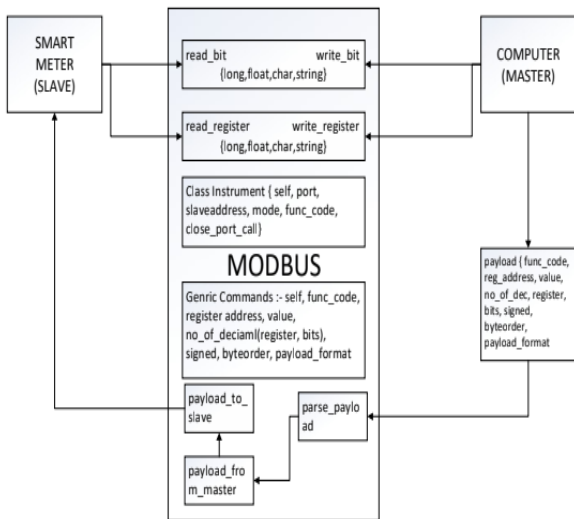 SMART
METER
(SLAVE)
read_bit write_bit
{long,float,char,string}
COMPUTER
(MASTER)
read_register write_register
{long,float,char,string}
Class Instrument { self, port,
slaveaddress, mode, func_code,
close_port_call}
MODBUS
Genric Commands :- self, func_code,
register address, value,
no_of_deciaml(register, bits),
signed, byteorder, payload_format
payload { func_code,
reg_address, value,
no_of_dec, register,
bits, signed,
byteorder,
payload_format
payload_to_
slave
parse_paylo
ad
payload_fro
m_master